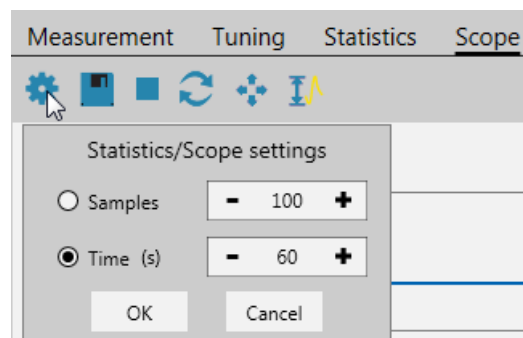 Measurement Tuning Statistics Scope
Statistics/Scope settings
Samples - 100 +
Time (s) - 60 +
OK Cancel